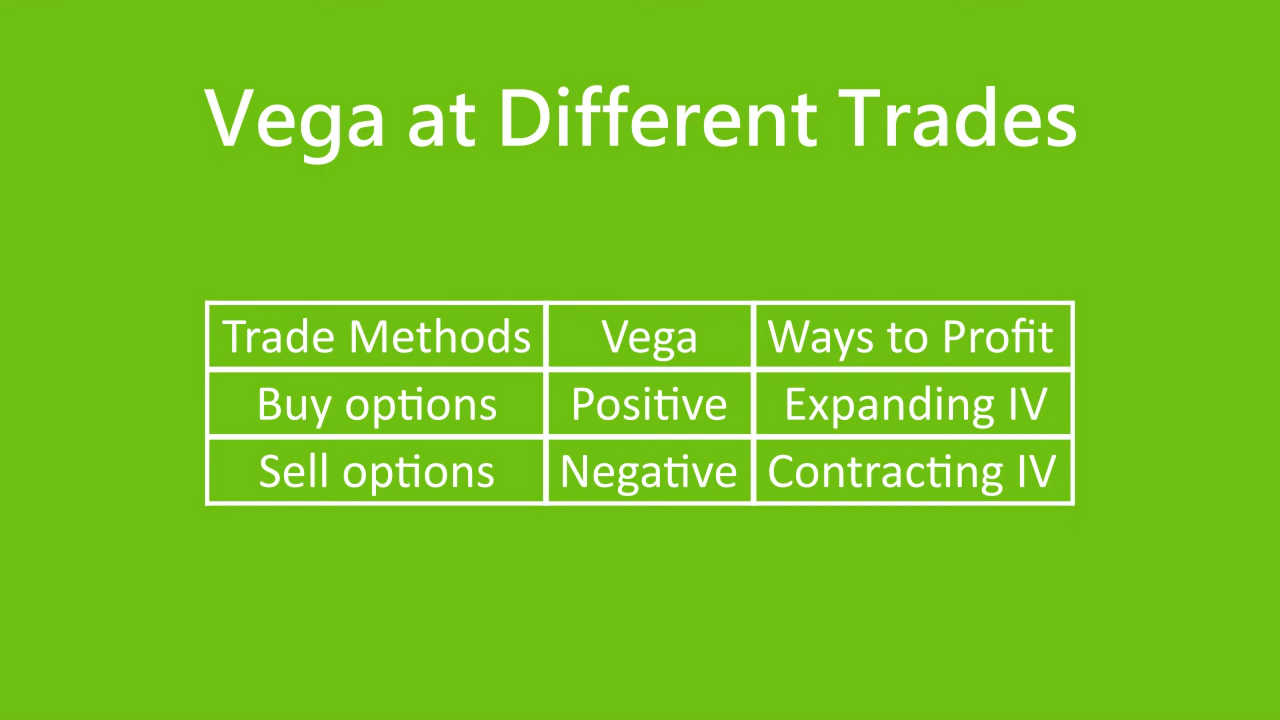 Vega at Different Trades
Trade Methods Vega Ways to Profit
Buy options Positive Expanding IV
Sell options Negative Contracting IV